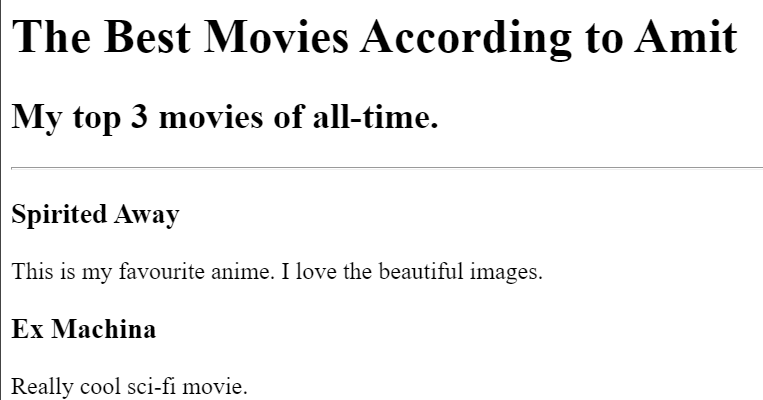 The Best Movies According to Amit
My top 3 movies of all-time.
Spirited Away
This is my favourite anime. I love the beautiful images.
Ex Machina
Really cool sci-fi movie.